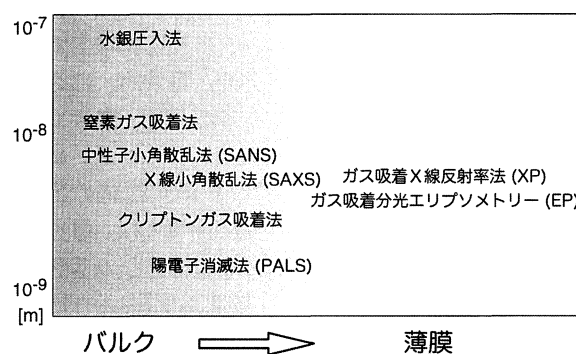 10-7
水銀圧入法
窒素ガス吸着法
10-8
中性子小角散乱法 (SANS)
X線小角散乱法 (SAXS)
ガス吸着X線反射率法 (XP)
ガス吸着分光エリプソメトリー (EP)
クリプトンガス吸着法
陽電子消滅法 (PALS)
10-9
[m]
バルク
薄膜